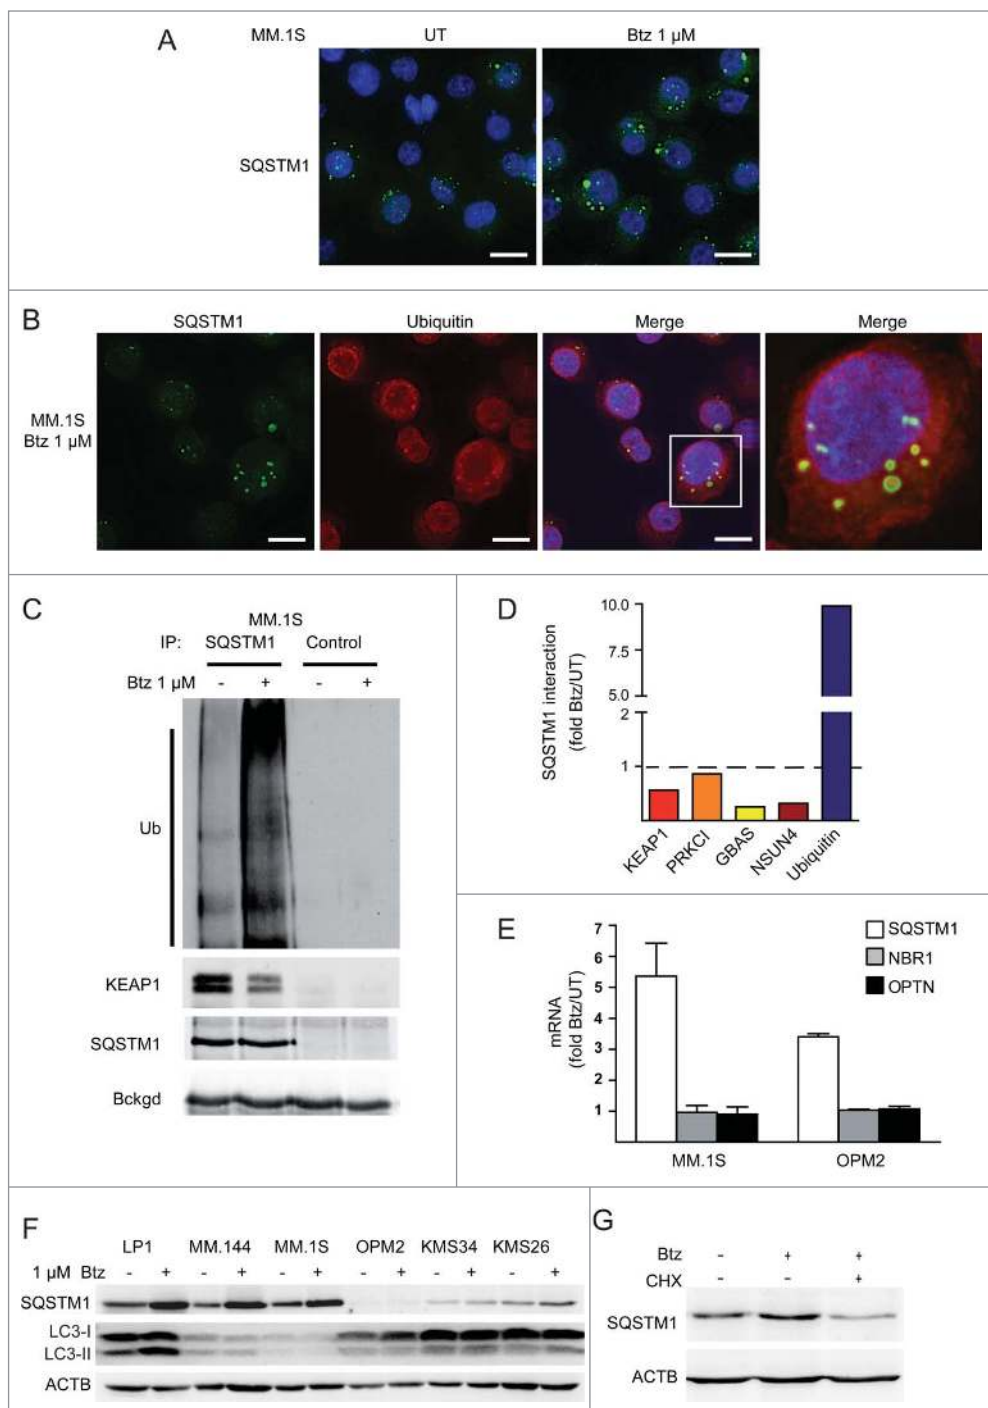 A
MM.1S UT Btz 1 µM
SQSTM1
B
SQSTM1 Ubiquitin Merge Merge
MM.1S
Btz 1 µM
C
MM.1S
IP: SQSTM1 Control
Btz 1 µM - + - +
Ub
KEAP1
SQSTM1
Bckgd
D
SQSTM1 interaction
(fold Btz/UT)
10.0
7.5
5.0
2
1
KEAP1 PRKCI GBAS NSUN4 Ubiquitin
E
mRNA
(fold Btz/UT)
7
6
5
4
3
2
1
SQSTM1
NBR1
OPTN
MM.1S OPM2
F
LP1 MM.144 MM.1S OPM2 KMS34 KMS26
1 µM Btz - + - + - + - + - + - +
SQSTM1
LC3-I
LC3-II
ACTB
G
Btz - + +
CHX - - +
SQSTM1
ACTB